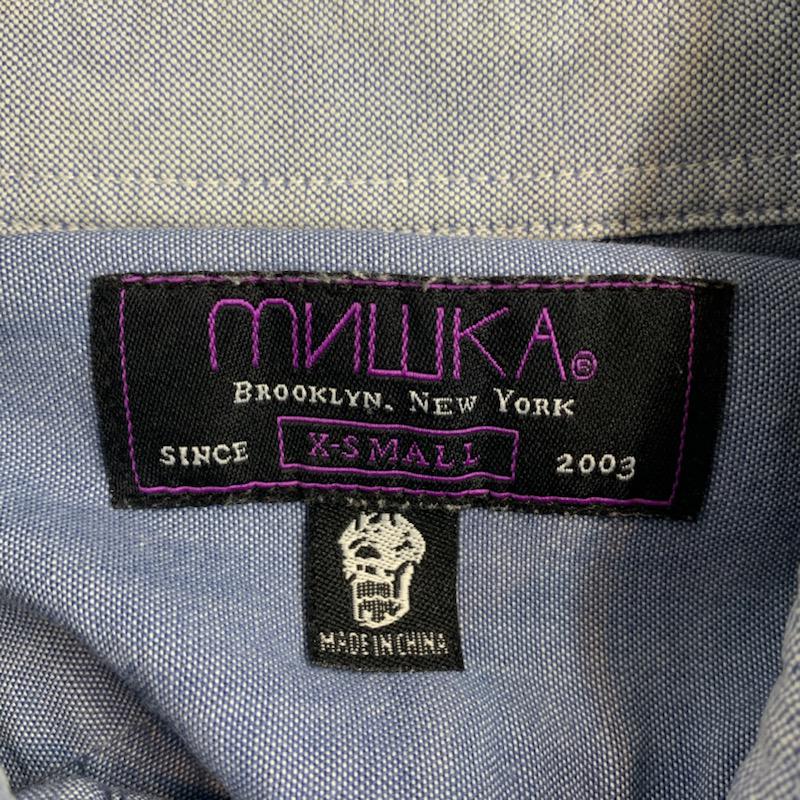 мишка®
BROOKLYN, NEW YORK
SINCE X-SMALL 2003
MADE IN CHINA